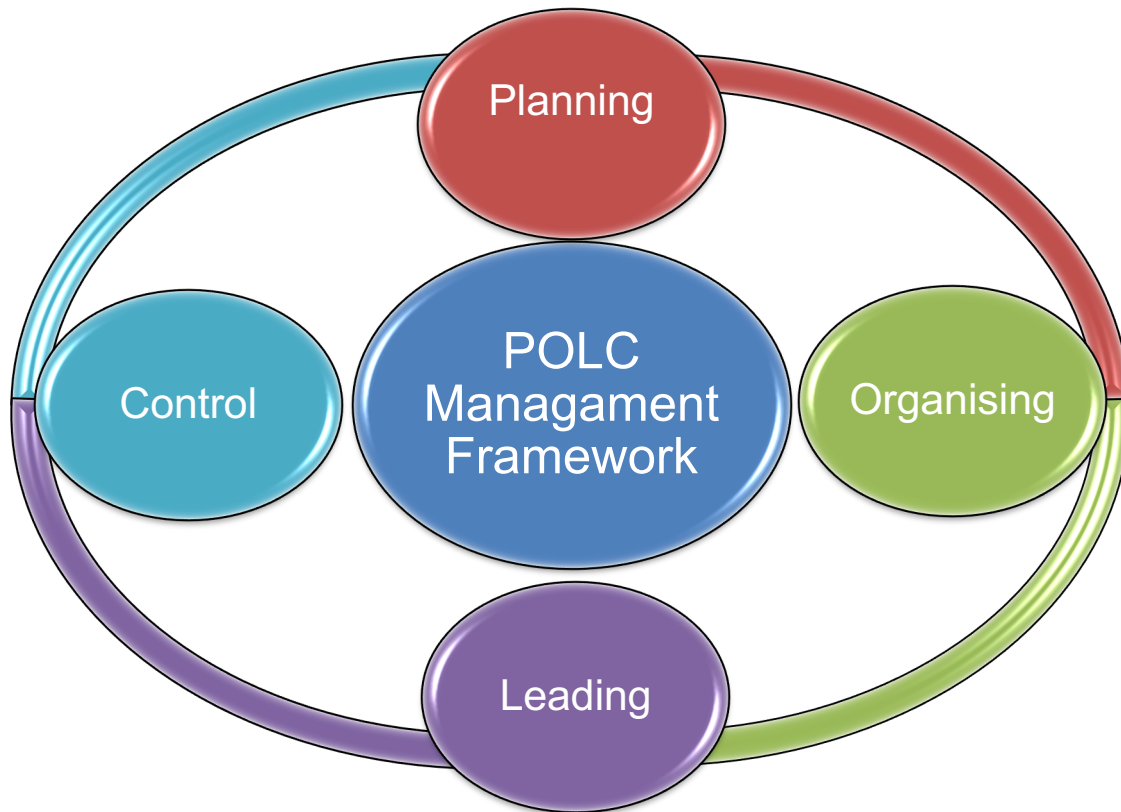 Planning
POLC
Managament
Framework
Control
Organising
Leading